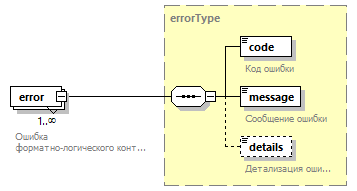 errorType
code
Код ошибки
error
message
1..∞
Сообщение ошибки
Ошибка
форматно-логического конт...
details
Детализация оши...